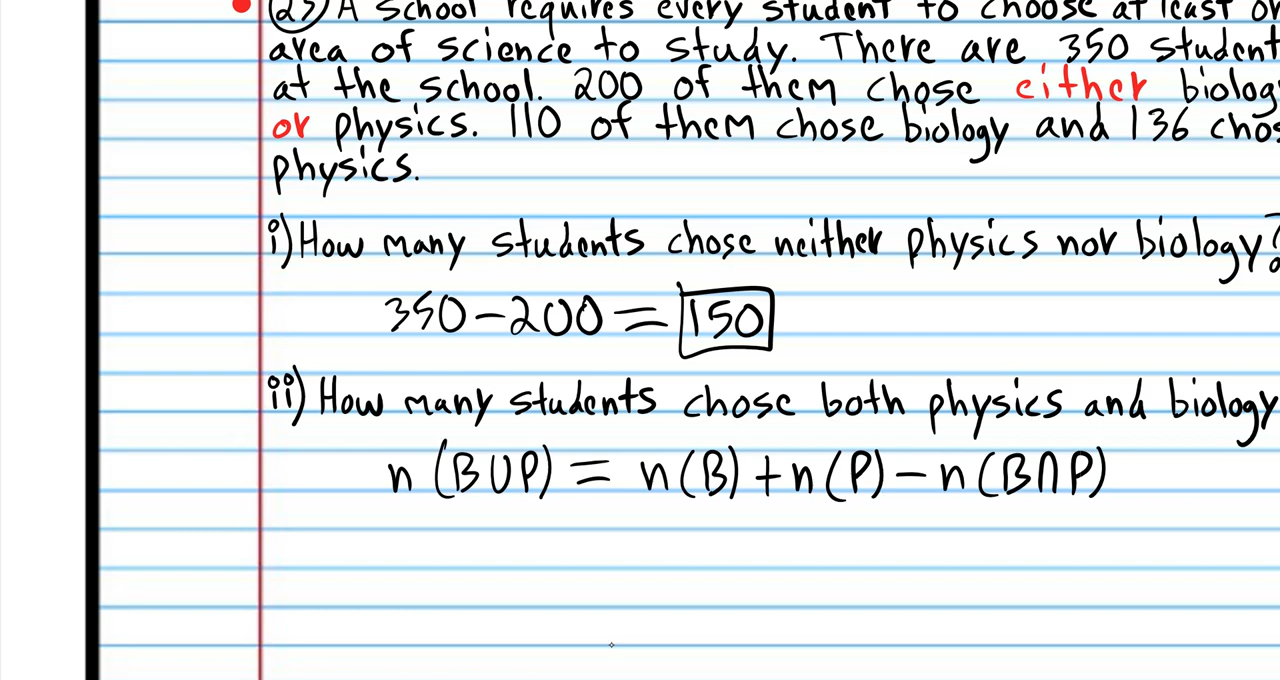 (23) A school requires every student to choose at least
area of science to study. There are 350 student
at the school. 200 of them chose either biolog
or physics. 110 of them chose biology and 136 chos
physics.
i) How many students chose neither physics nor biology?
350-200 = 150
ii) How many students chose both physics and biology
n (B∪P) = n(B)+n(P)-n(B∩P)